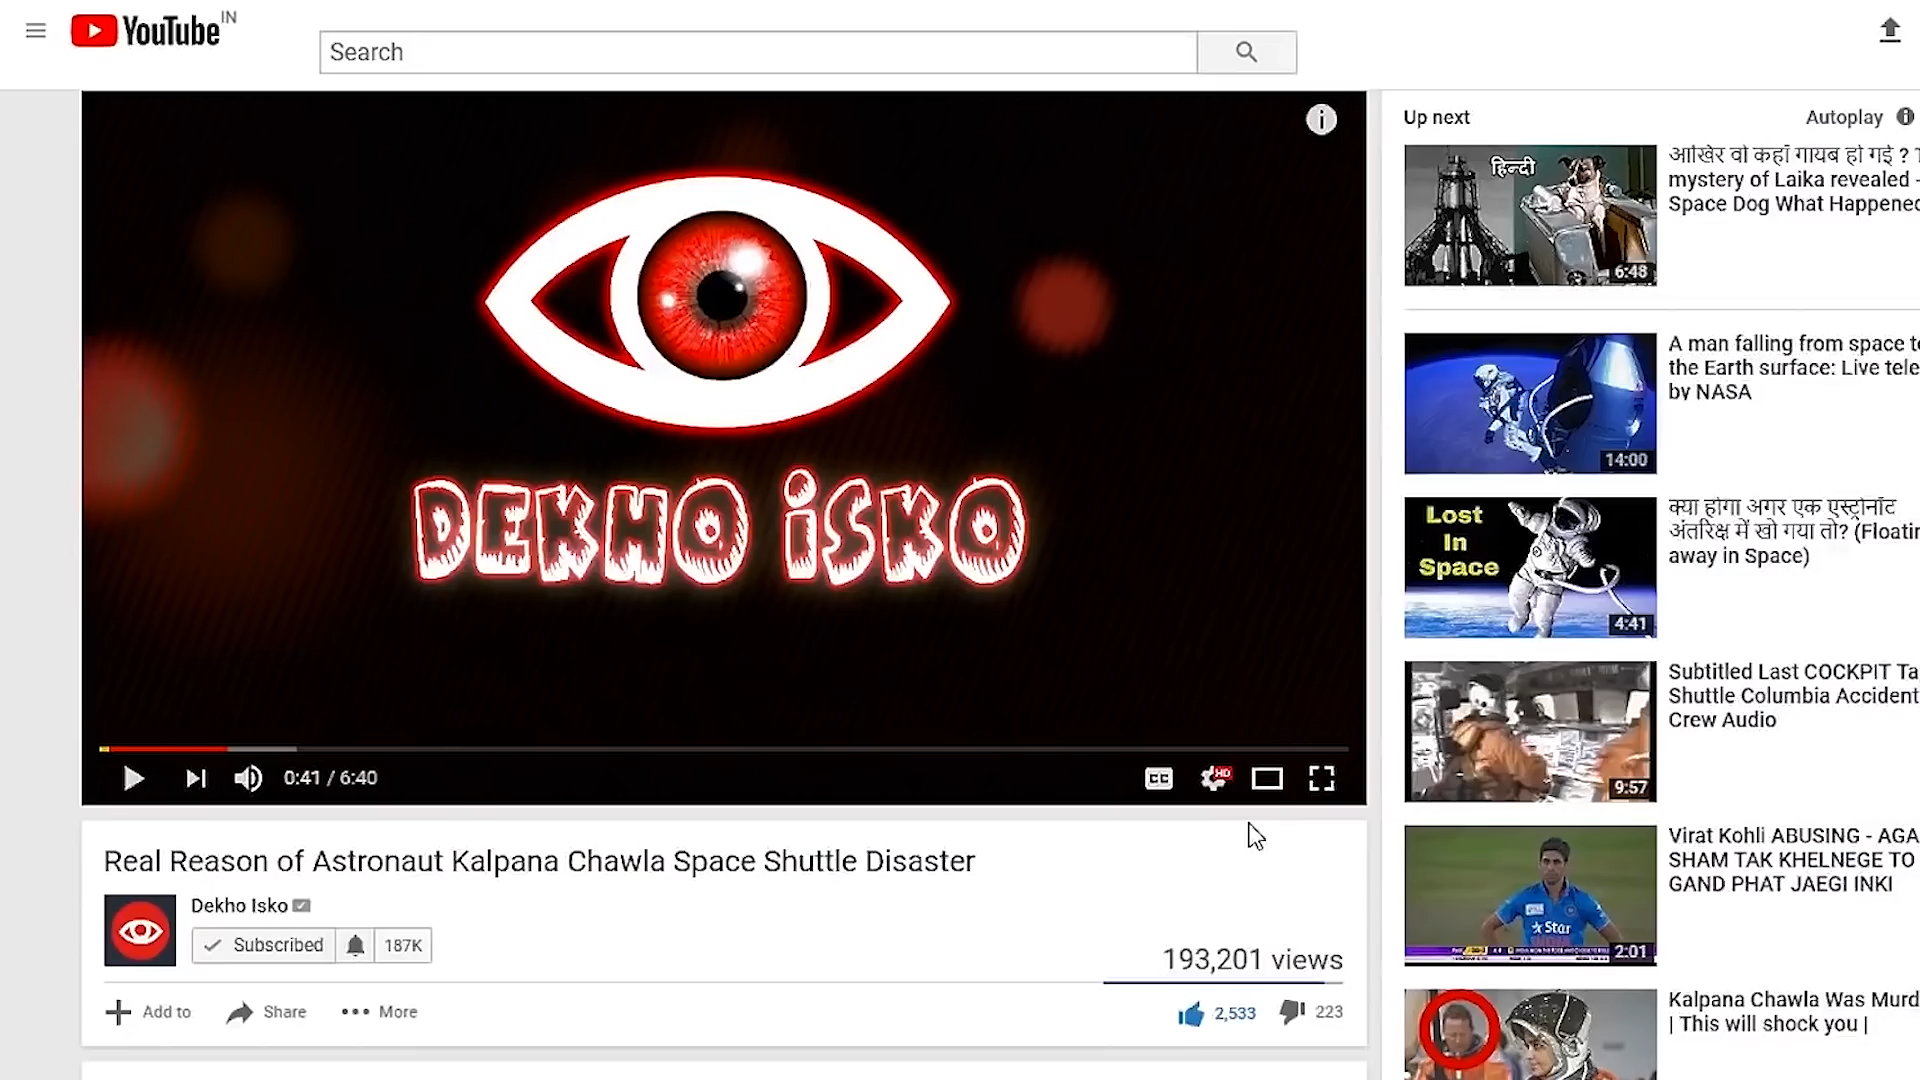 YouTube IN
Search
Up next
Autoplay
DEKHO iSKO
0:41 / 6:40
CC
HD
Real Reason of Astronaut Kalpana Chawla Space Shuttle Disaster
Dekho Isko
Subscribed
187K
193,201 views
Add to
Share
More
2,533
223
हिन्दी
6:48
आखिर वो कहाँ गायब हो गई ?
mystery of Laika revealed -
Space Dog What Happened
14:00
A man falling from space to
the Earth surface: Live tele
by NASA
Lost
In
Space
4:41
क्या होगा अगर एक एस्ट्रोनॉट
अंतरिक्ष में खो गया तो? (Floatin
away in Space)
9:57
Subtitled Last COCKPIT Ta
Shuttle Columbia Accident
Crew Audio
Star
2:01
Virat Kohli ABUSING - AGA
SHAM TAK KHELNEGE TO
GAND PHAT JAEGI INKI
Kalpana Chawla Was Murd
| This will shock you |